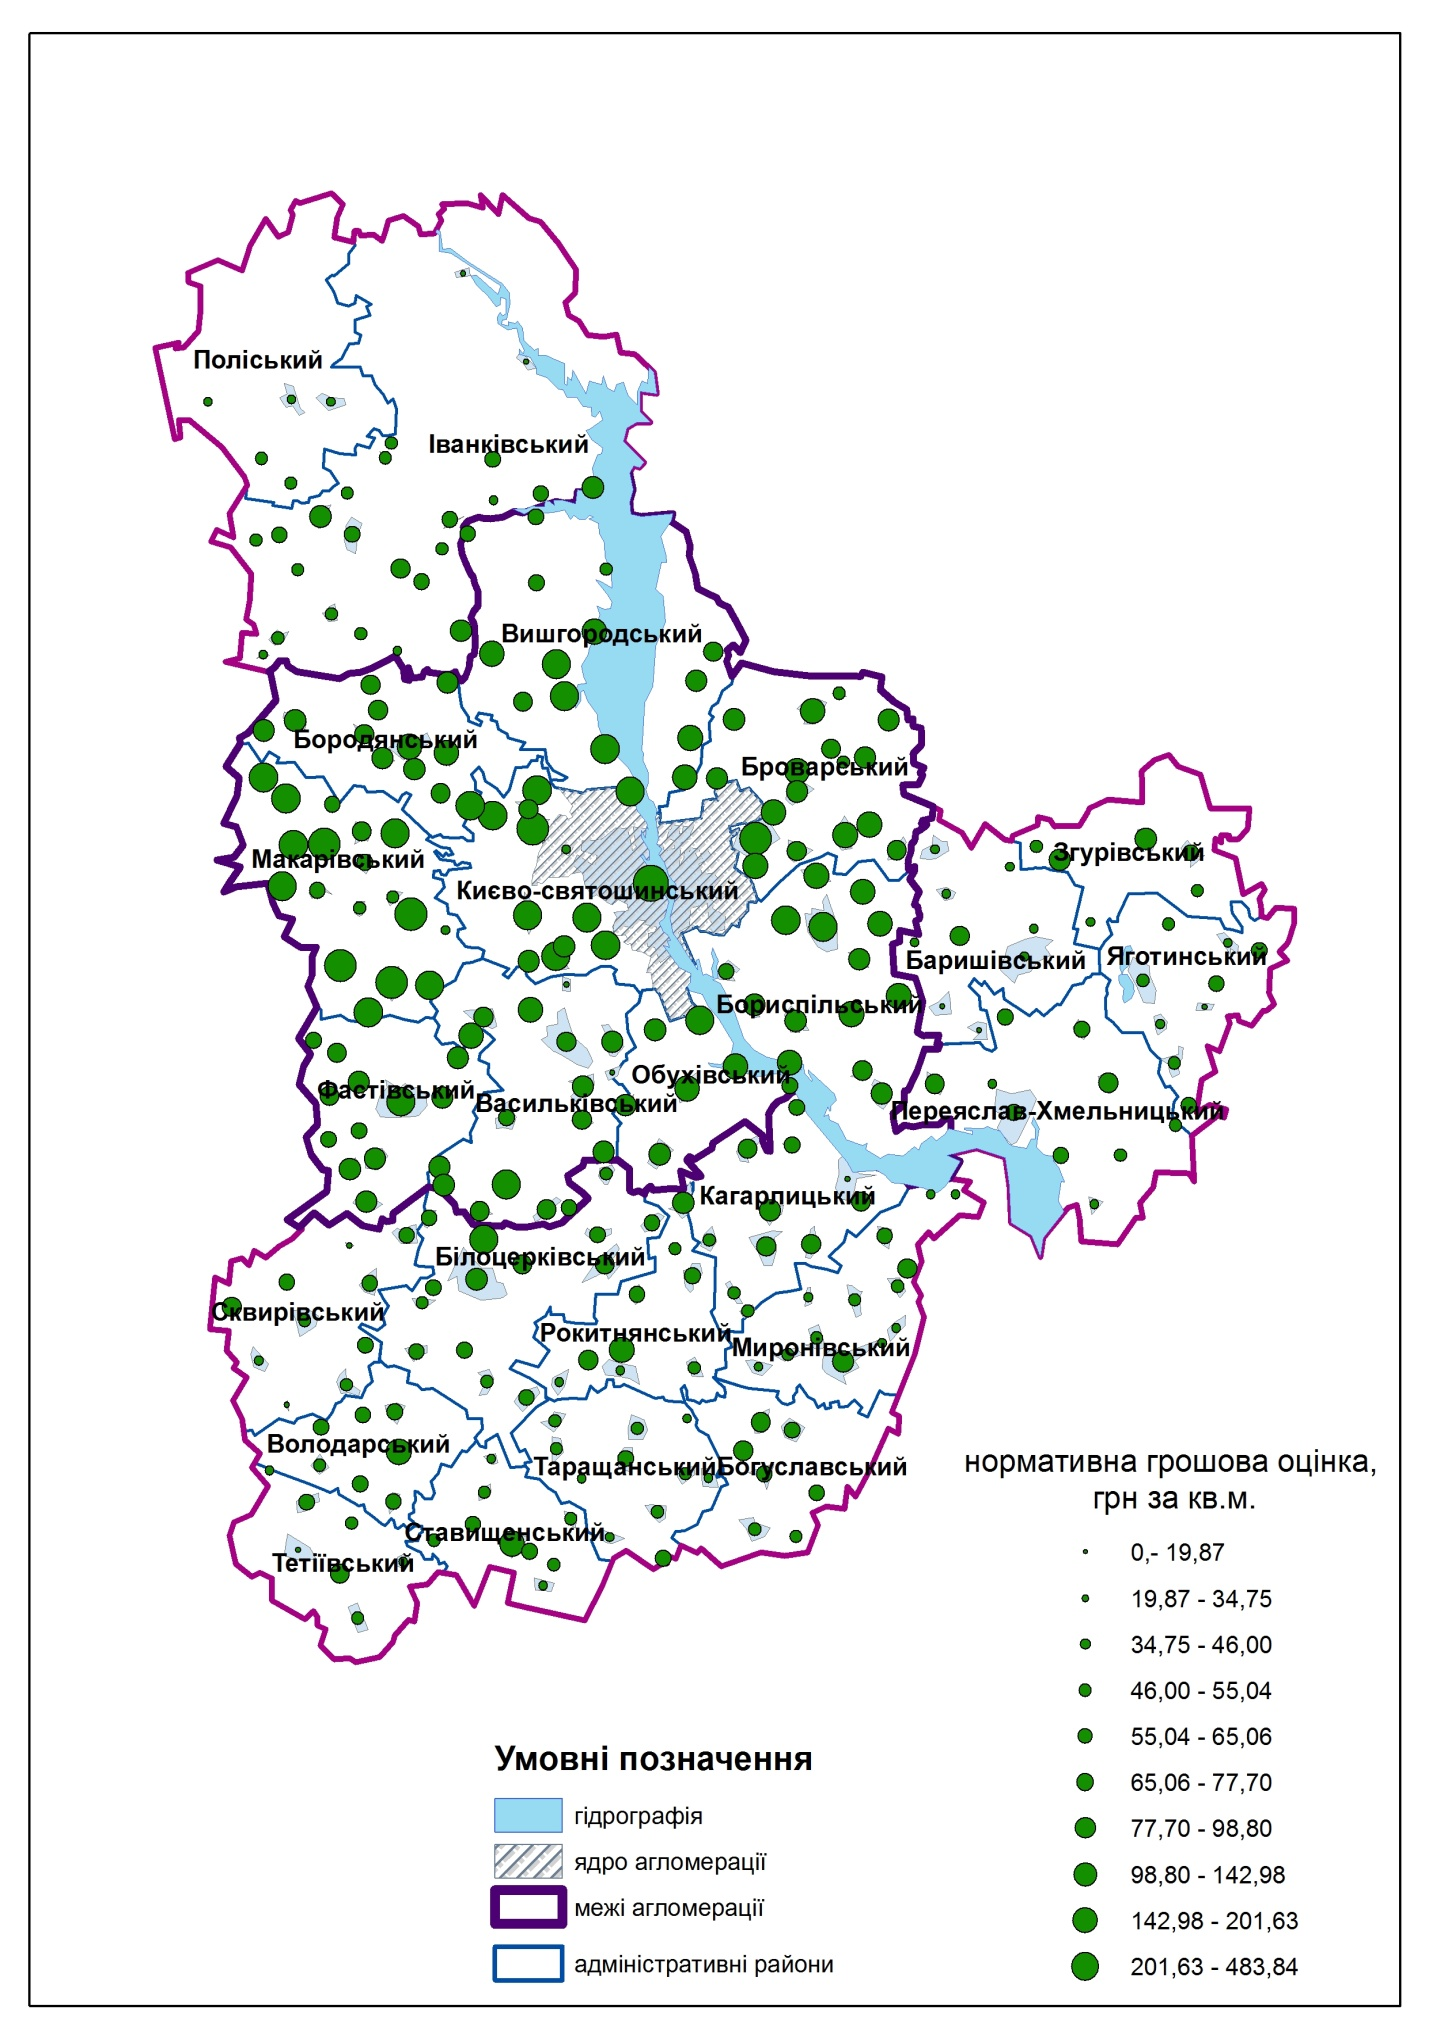 Поліський
Іванківський
Вишгородський
Бородянський
Броварський
Макарівський
Згурівський
Києво-святошинський
Баришівський
Яготинський
Бориспільський
Обухівський
Фастівський
Васильківський
Переяслав-Хмельницький
Кагарлицький
Білоцерківський
Сквирівський
Рокитнянський
Миронівський
Володарський
Таращанський
Богуславський
Ставищенський
Тетіївський
нормативна грошова оцінка,
грн за кв.м.
0,- 19,87
19,87 - 34,75
34,75 - 46,00
46,00 - 55,04
55,04 - 65,06
65,06 - 77,70
77,70 - 98,80
98,80 - 142,98
142,98 - 201,63
201,63 - 483,84
Умовні позначення
гідрографія
ядро агломерації
межі агломерації
адміністративні райони